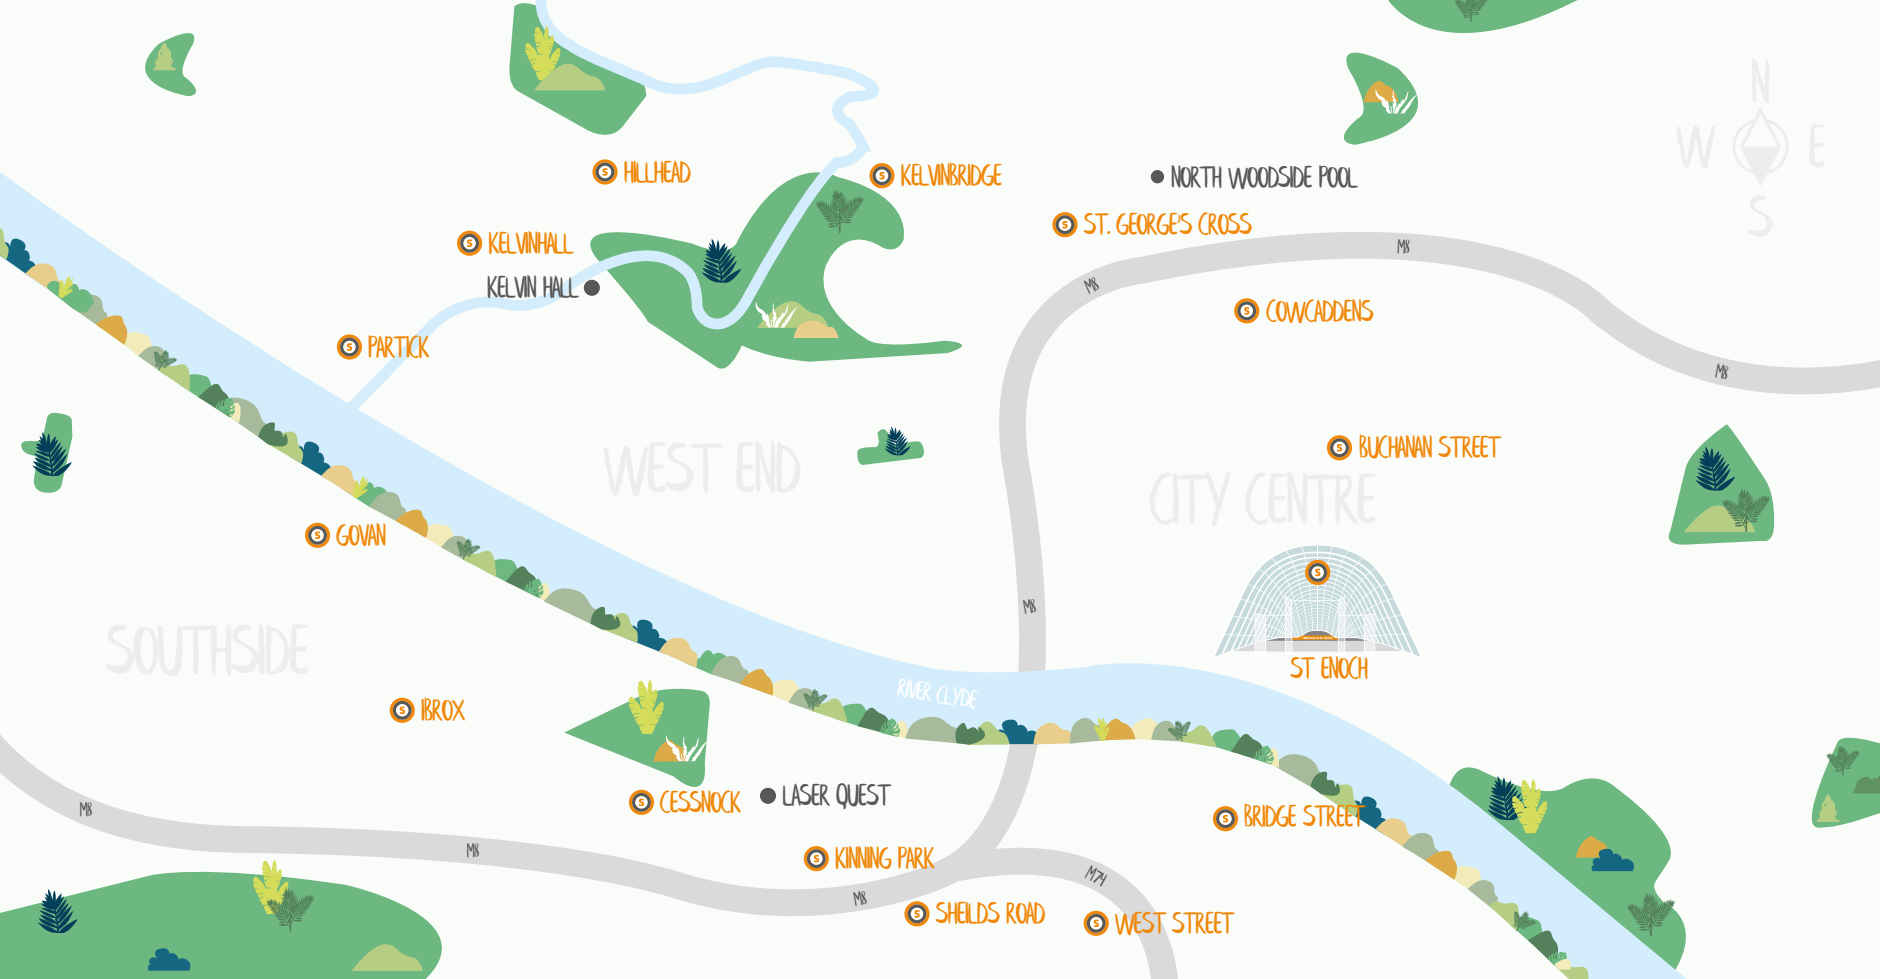 N
W E
S
HILLHEAD
KELVINBRIDGE
NORTH WOODSIDE POOL
ST. GEORGE'S CROSS
KELVINHALL
M8
KELVIN HALL
M8
COWCADDENS
PARTICK
M8
BUCHANAN STREET
WEST END
CITY CENTRE
GOVAN
M8
SOUTHSIDE
ST ENOCH
RIVER CLYDE
IBROX
CESSNOCK
LASER QUEST
M8
BRIDGE STREET
M8
KINNING PARK
M74
M8
SHEILDS ROAD
WEST STREET